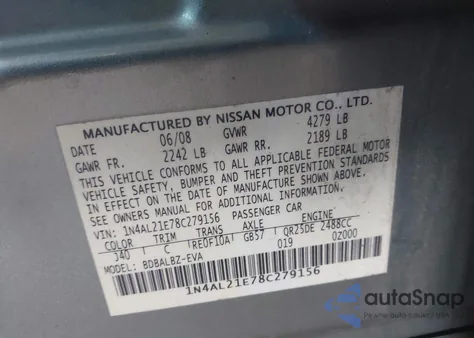 MANUFACTURED BY NISSAN MOTOR CO., LTD.
DATE 06/08 GVWR 4279 LB
GAWR FR. 2242 LB GAWR RR. 2189 LB
THIS VEHICLE CONFORMS TO ALL APPLICABLE FEDERAL MOTOR
VEHICLE SAFETY, BUMPER AND THEFT PREVENTION STANDARDS
IN EFFECT ON THE DATE OF MANUFACTURE SHOWN ABOVE.
SEE OWNERS MANUAL FOR ADDITIONAL INFORMATION.
VIN: 1N4AL21E78C279156 PASSENGER CAR
COLOR TRIM TRANS AXLE ENGINE
J40 C RE0F10A GB57 QR25DE 2488CC
MODEL: BDBALBZ-EVA 019 0Z000
1N4AL21E78C279156
autoSnap